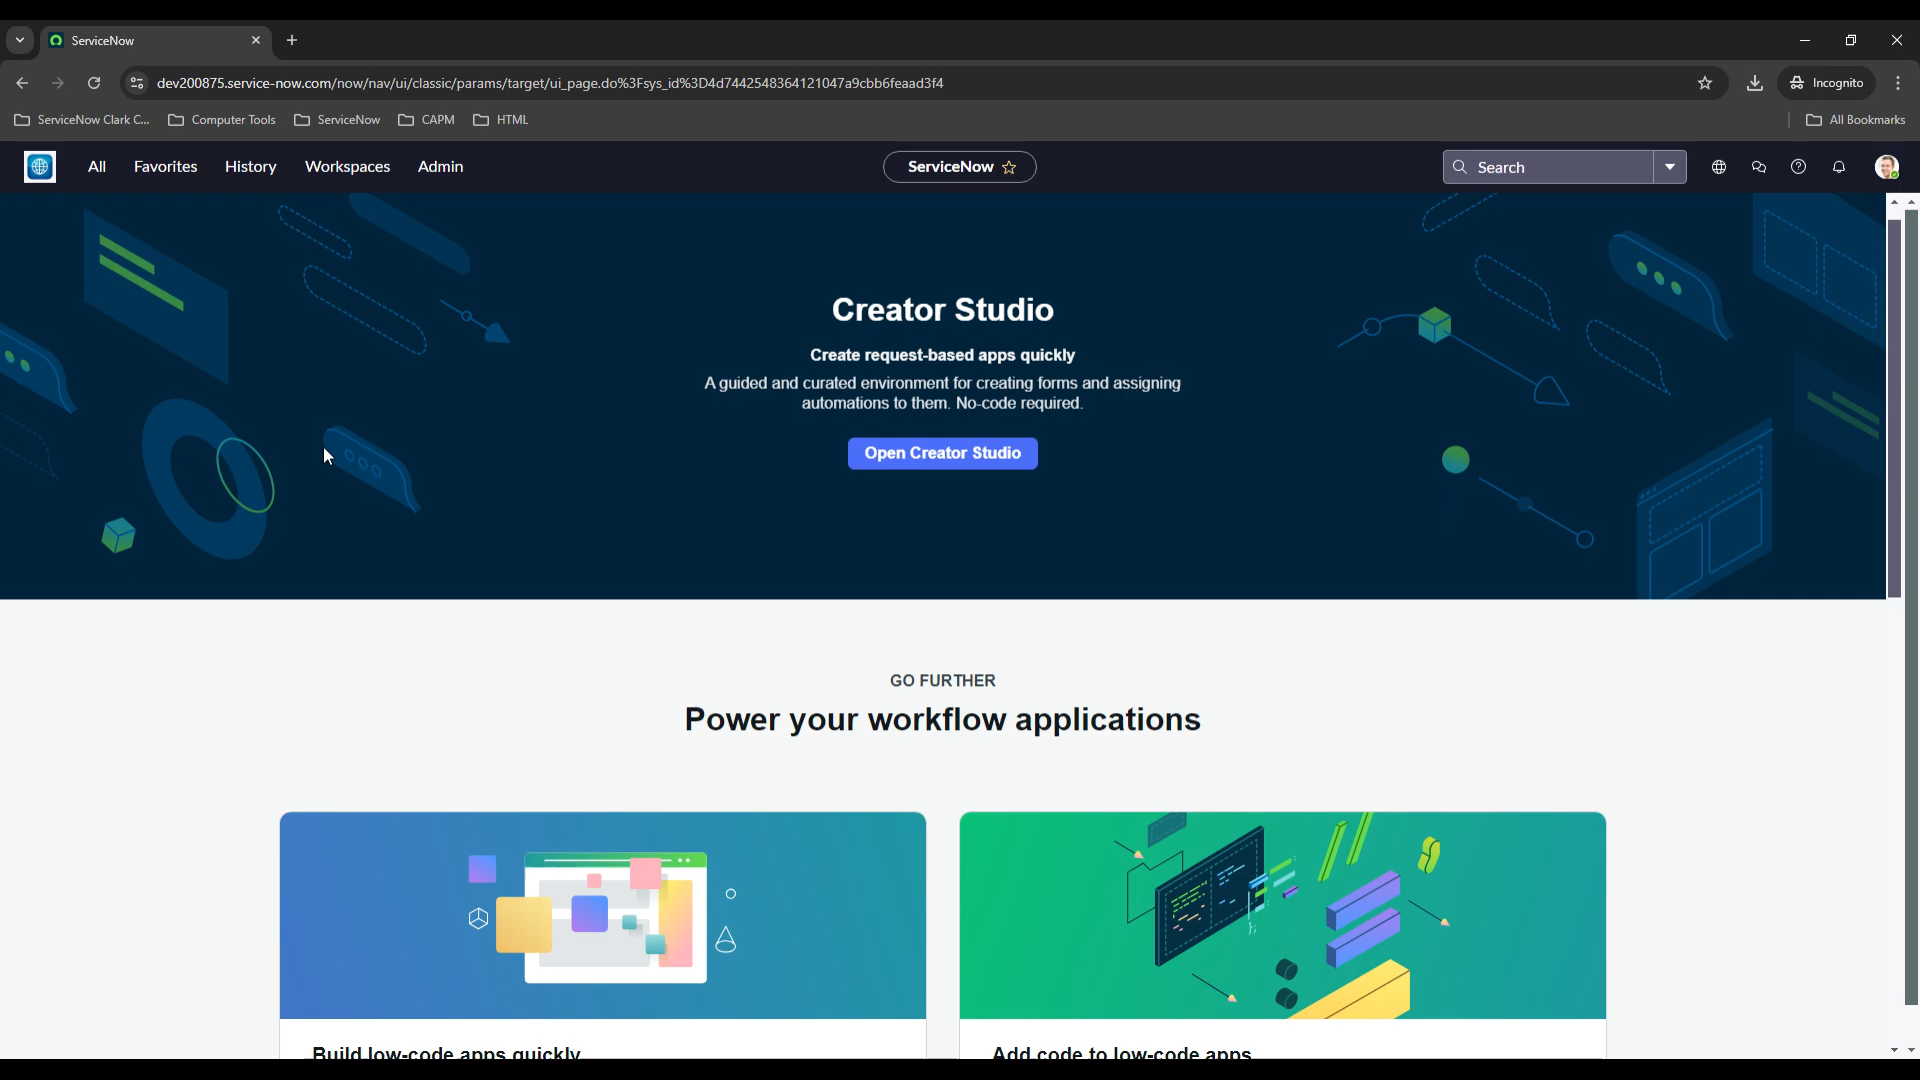 ServiceNow
dev200875.service-now.com/now/nav/ui/classic/params/target/ui_page.do%3Fsys_id%3D4d7442548364121047a9cbb6feaad3f4
Incognito
ServiceNow Clark C...
Computer Tools
ServiceNow
CAPM
HTML
All Bookmarks
All
Favorites
History
Workspaces
Admin
ServiceNow
Search
Creator Studio
Create request-based apps quickly
A guided and curated environment for creating forms and assigning
automations to them. No-code required.
Open Creator Studio
GO FURTHER
Power your workflow applications
Build low-code apps quickly
Add code to low-code apps